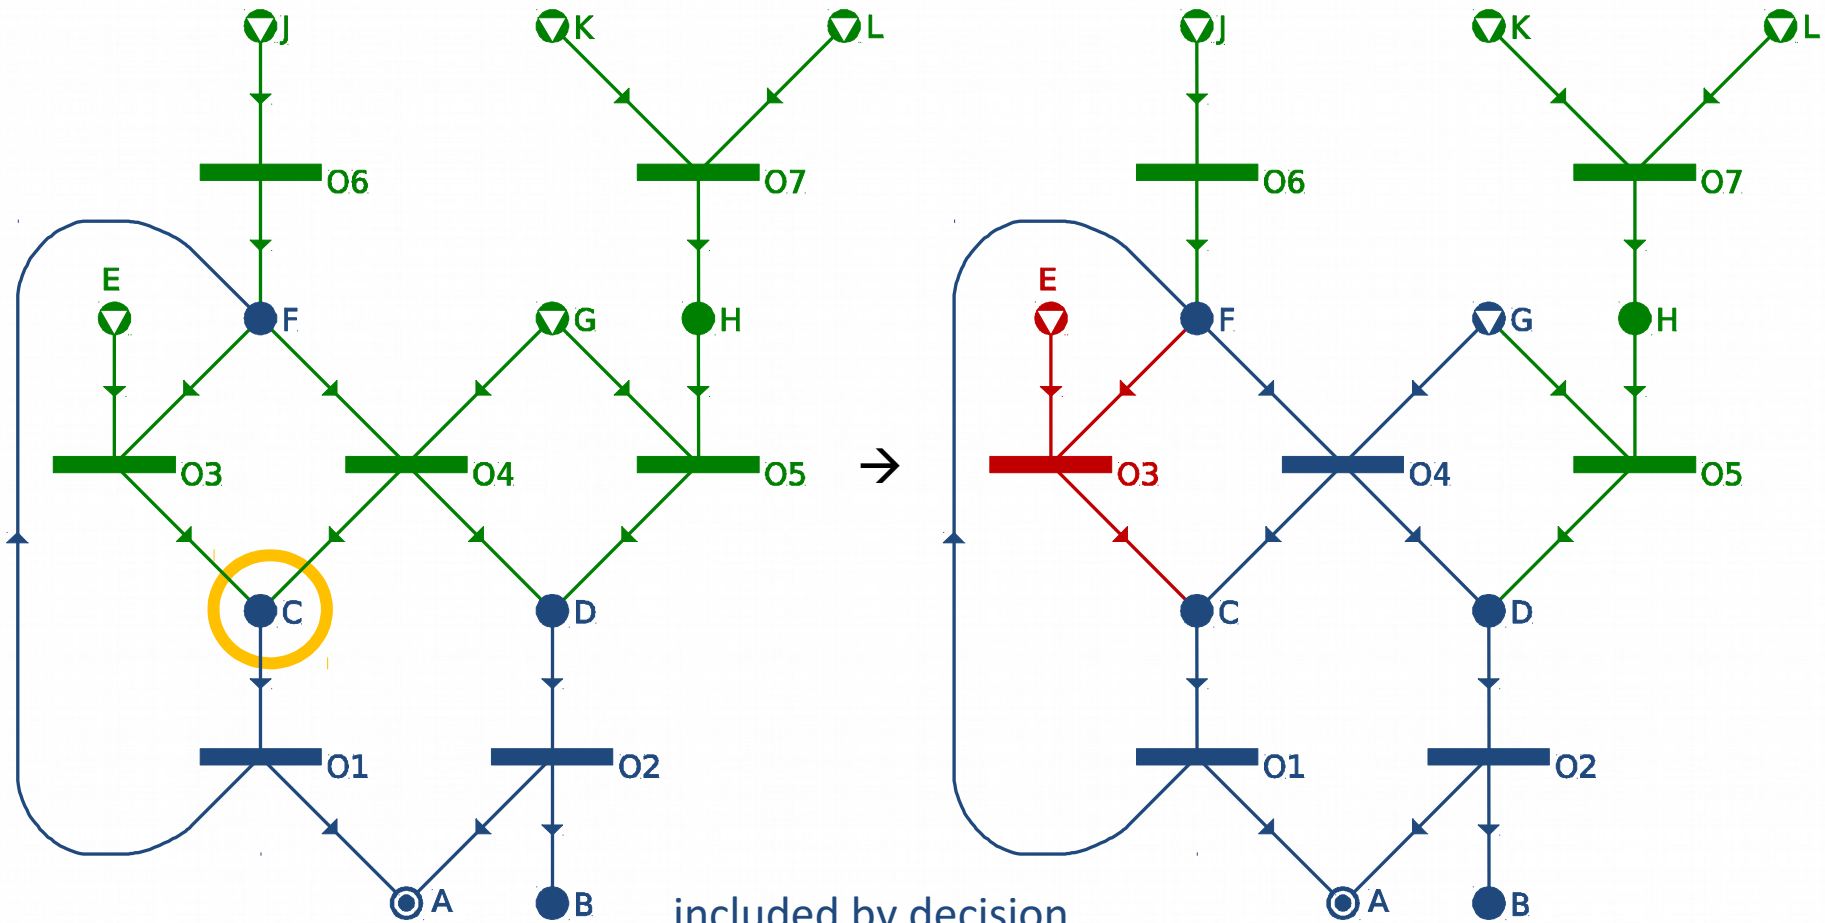 J K L J K L
O6 O7 O6 O7
E F G H E F G H
O3 O4 O5 → O3 O4 O5
C D C D
O1 O2 O1 O2
A B A B
included by decision